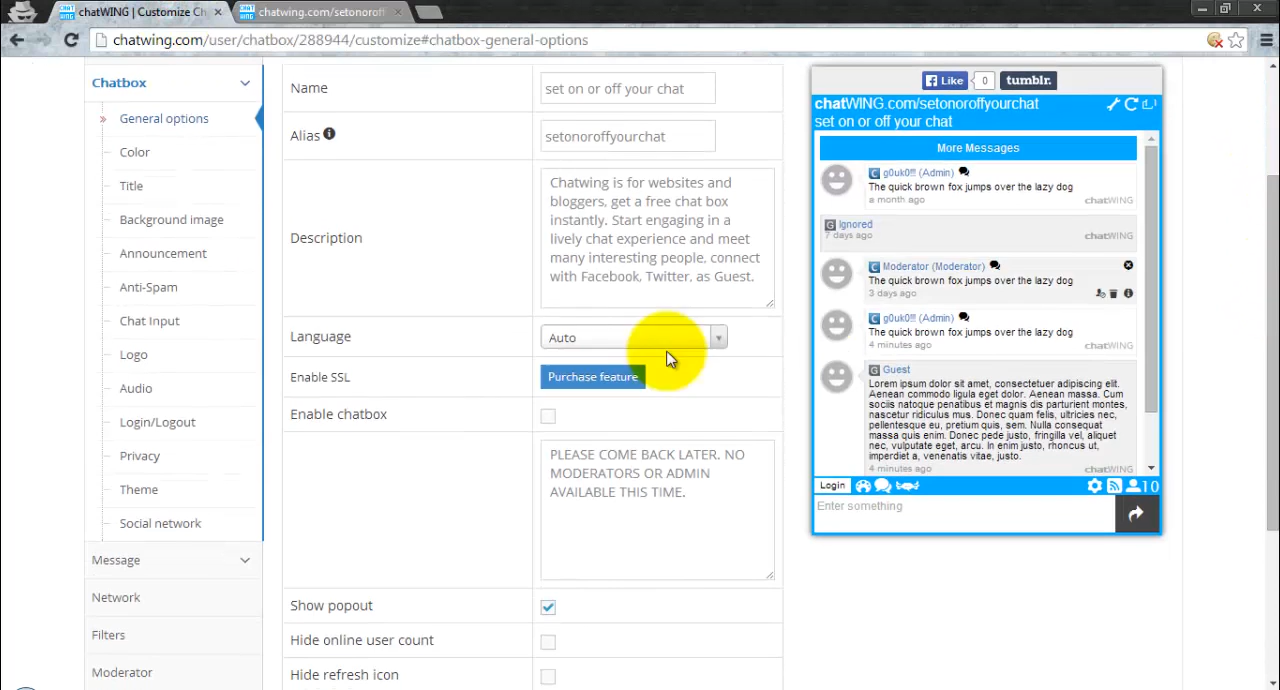 chatWING | Customize Ch
chatwing.com/setonoroff
chatwing.com/user/chatbox/288944/customize#chatbox-general-options
Chatbox
General options
Color
Title
Background image
Announcement
Anti-Spam
Chat Input
Logo
Audio
Login/Logout
Privacy
Theme
Social network
Message
Network
Filters
Moderator
Name
set on or off your chat
Alias
setonoroffyourchat
Description
Chatwing is for websites and
bloggers, get a free chat box
instantly. Start engaging in a
lively chat experience and meet
many interesting people, connect
with Facebook, Twitter, as Guest.
Language
Auto
Enable SSL
Purchase feature
Enable chatbox
PLEASE COME BACK LATER. NO
MODERATORS OR ADMIN
AVAILABLE THIS TIME.
Show popout
Hide online user count
Hide refresh icon
Like
0
tumblr.
chatWING.com/setonoroffyourchat
set on or off your chat
More Messages
C g0uk0!!! (Admin)
The quick brown fox jumps over the lazy dog
a month ago
chatWING
G Ignored
7 days ago
chatWING
C Moderator (Moderator)
The quick brown fox jumps over the lazy dog
3 days ago
C g0uk0!!! (Admin)
The quick brown fox jumps over the lazy dog
4 minutes ago
chatWING
G Guest
Lorem ipsum dolor sit amet, consectetuer adipiscing elit.
Aenean commodo ligula eget dolor. Aenean massa. Cum
sociis natoque penatibus et magnis dis parturient montes,
nascetur ridiculus mus. Donec quam felis, ultricies nec,
pellentesque eu, pretium quis, sem. Nulla consequat
massa quis enim. Donec pede justo, fringilla vel, aliquet
nec, vulputate eget, arcu. In enim justo, rhoncus ut,
imperdiet a, venenatis vitae, justo.
4 minutes ago
chatWING
Login
10
Enter something